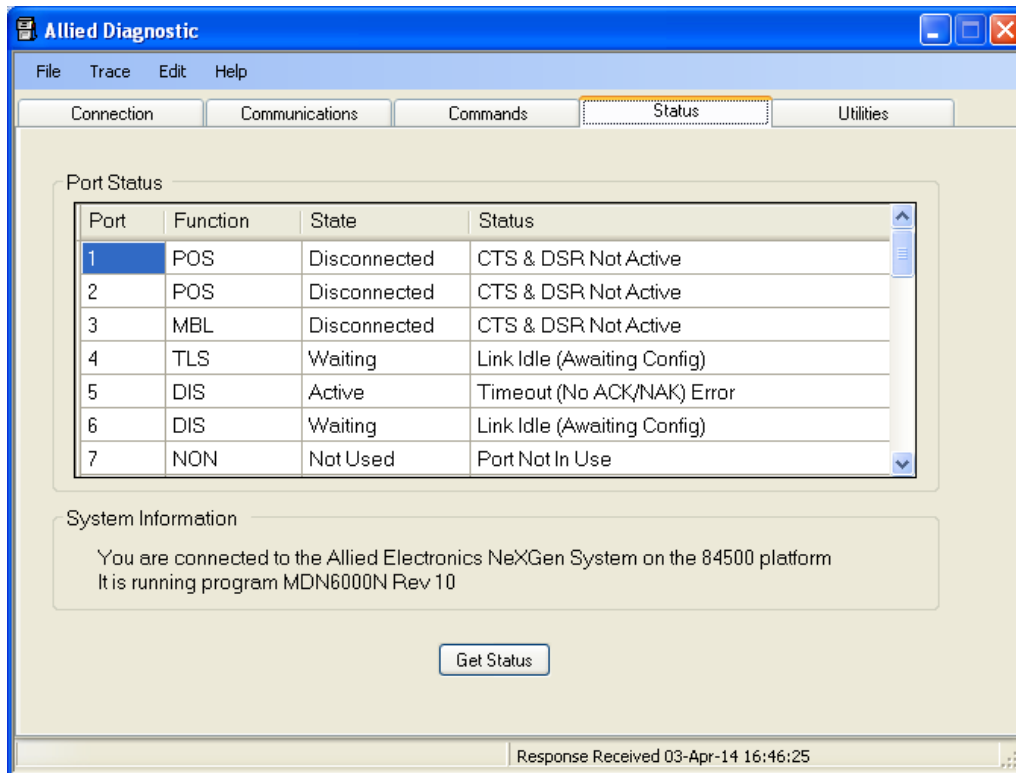 Allied Diagnostic
File Trace Edit Help
Connection Communications Commands Status Utilities
Port Status
Port Function State Status
1 POS Disconnected CTS & DSR Not Active
2 POS Disconnected CTS & DSR Not Active
3 MBL Disconnected CTS & DSR Not Active
4 TLS Waiting Link Idle (Awaiting Config)
5 DIS Active Timeout (No ACK/NAK) Error
6 DIS Waiting Link Idle (Awaiting Config)
7 NON Not Used Port Not In Use
System Information
You are connected to the Allied Electronics NeXGen System on the 84500 platform
It is running program MDN6000N Rev 10
Get Status
Response Received 03-Apr-14 16:46:25